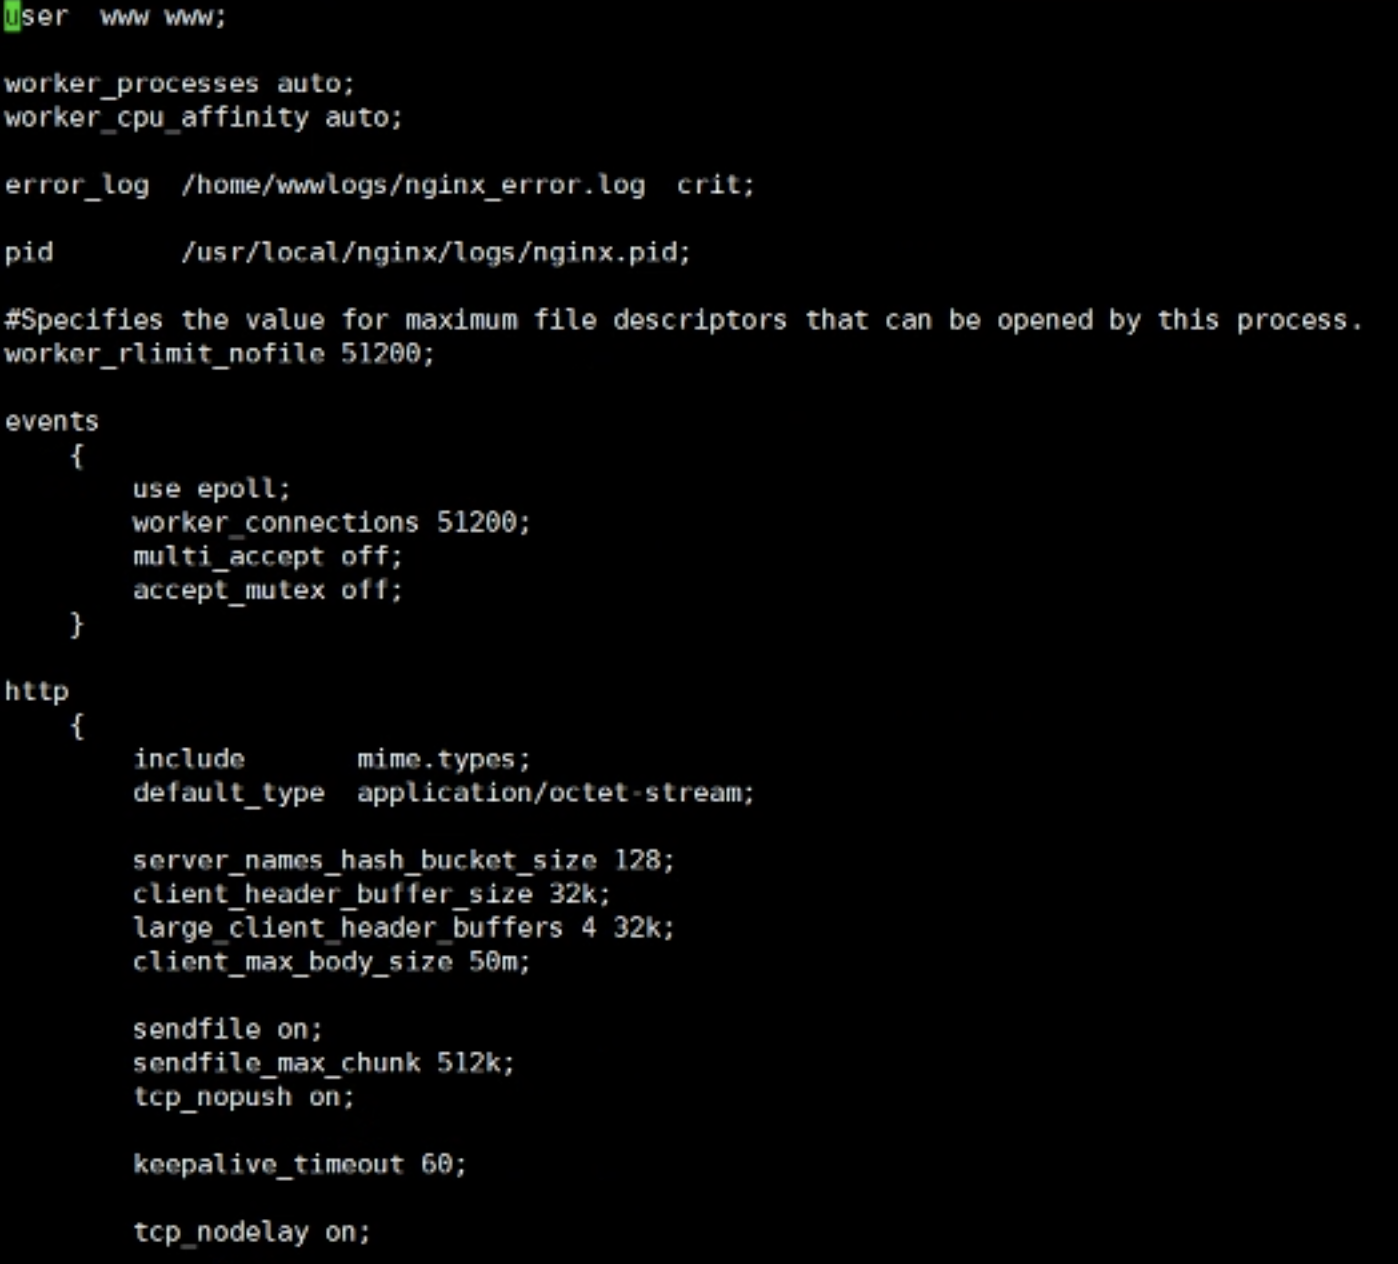 user  www www;

worker_processes auto;
worker_cpu_affinity auto;

error_log  /home/wwwlogs/nginx_error.log  crit;

pid        /usr/local/nginx/logs/nginx.pid;

#Specifies the value for maximum file descriptors that can be opened by this process.
worker_rlimit_nofile 51200;

events
    {
        use epoll;
        worker_connections 51200;
        multi_accept off;
        accept_mutex off;
    }

http
    {
        include       mime.types;
        default_type  application/octet-stream;

        server_names_hash_bucket_size 128;
        client_header_buffer_size 32k;
        large_client_header_buffers 4 32k;
        client_max_body_size 50m;

        sendfile on;
        sendfile_max_chunk 512k;
        tcp_nopush on;

        keepalive_timeout 60;

        tcp_nodelay on;